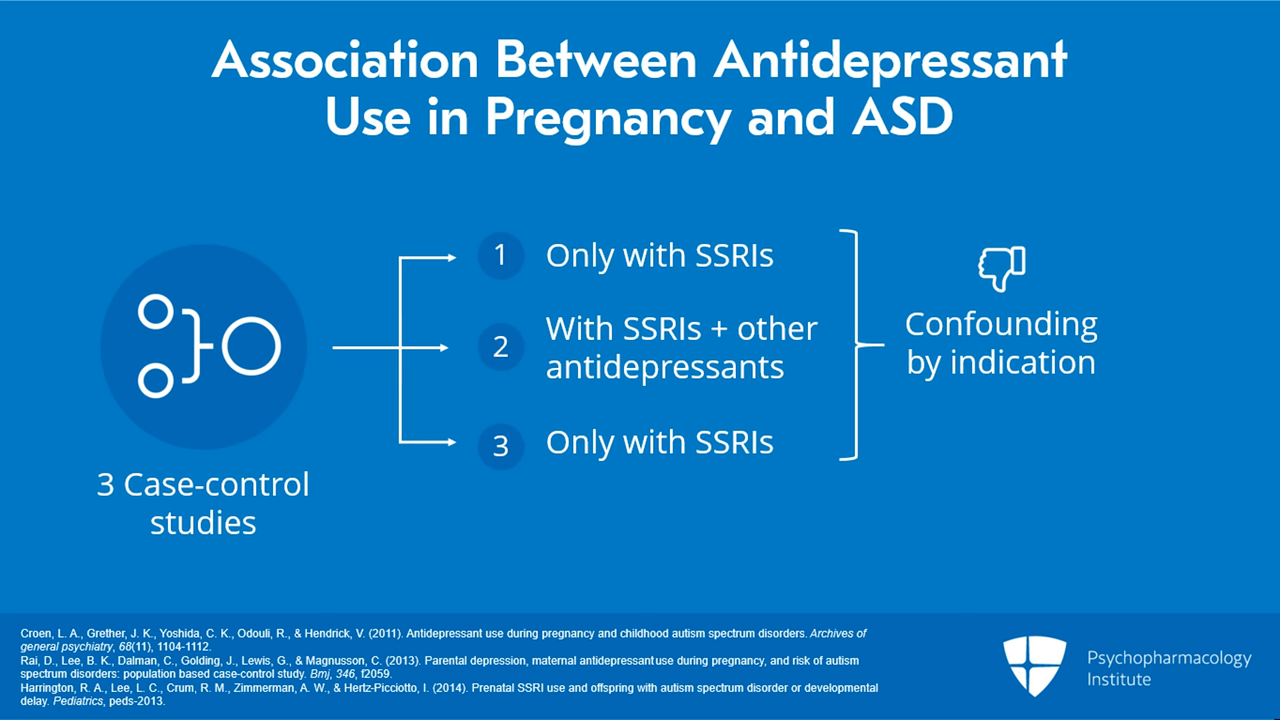 Association Between Antidepressant
Use in Pregnancy and ASD
3 Case-control
studies
1 Only with SSRIs
2 With SSRIs + other
antidepressants
3 Only with SSRIs
Confounding
by indication
Croen, L. A., Grether, J. K., Yoshida, C. K., Odouli, R., & Hendrick, V. (2011). Antidepressant use during pregnancy and childhood autism spectrum disorders. Archives of
general psychiatry, 68(11), 1104-1112.
Rai, D., Lee, B. K., Dalman, C., Golding, J., Lewis, G., & Magnusson, C. (2013). Parental depression, maternal antidepressant use during pregnancy, and risk of autism
spectrum disorders: population based case-control study. Bmj, 346, f2059.
Harrington, R. A., Lee, L. C., Crum, R. M., Zimmerman, A. W., & Hertz-Picciotto, I. (2014). Prenatal SSRI use and offspring with autism spectrum disorder or developmental
delay. Pediatrics, peds-2013.
Psychopharmacology
Institute